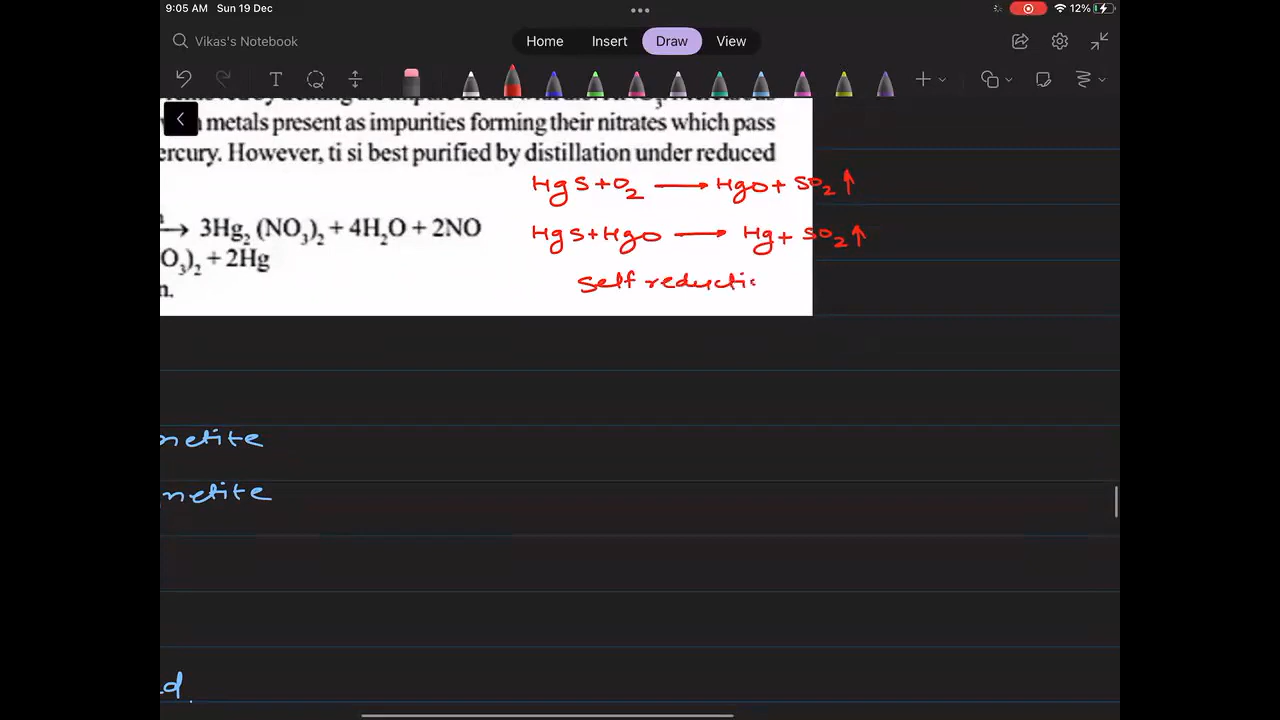 9:05 AM Sun 19 Dec
12%
Vikas's Notebook
Home Insert Draw View
metals present as impurities forming their nitrates which pass
ercury. However, ti si best purified by distillation under reduced
HgS+O₂ ⟶ HgO+ SO₂↑
→ 3Hg₂ (NO₃)₂ + 4H₂O + 2NO
HgS+HgO ⟶ Hg+ SO₂↑
O₃)₂ + 2Hg
Self reducti
n.
netite
netite
d.